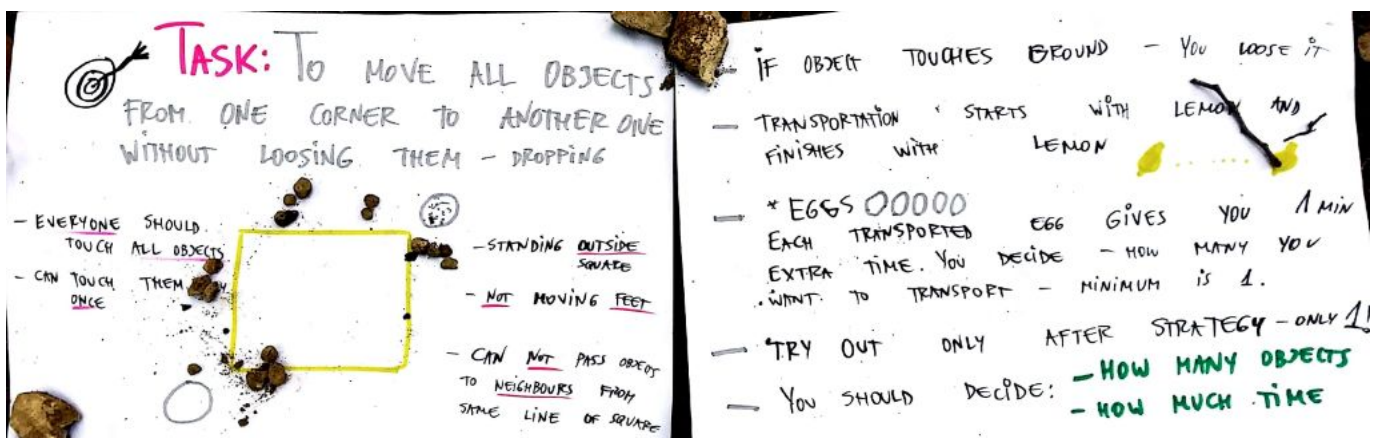 TASK: TO MOVE ALL OBJECTS
FROM ONE CORNER TO ANOTHER ONE
WITHOUT LOOSING THEM - DROPPING
- EVERYONE SHOULD
TOUCH ALL OBJECTS
- CAN TOUCH THEM
ONCE
- STANDING OUTSIDE
SQUARE
- NOT MOVING FEET
- CAN NOT PASS OBJECT
TO NEIGHBOURS FROM
SAME LINE OF SQUARE
- IF OBJECT TOUCHES GROUND - YOU LOOSE IT
- TRANSPORTATION STARTS WITH LEMON AND
FINISHES WITH LEMON
- * EGGS
EACH TRANSPORTED EGG GIVES YOU 1 MIN
EXTRA TIME. YOU DECIDE - HOW MANY YOU
WANT TO TRANSPORT - MINIMUM IS 1.
- TRY OUT ONLY AFTER STRATEGY - ONLY 1!
- YOU SHOULD DECIDE: - HOW MANY OBJECTS
- HOW MUCH TIME